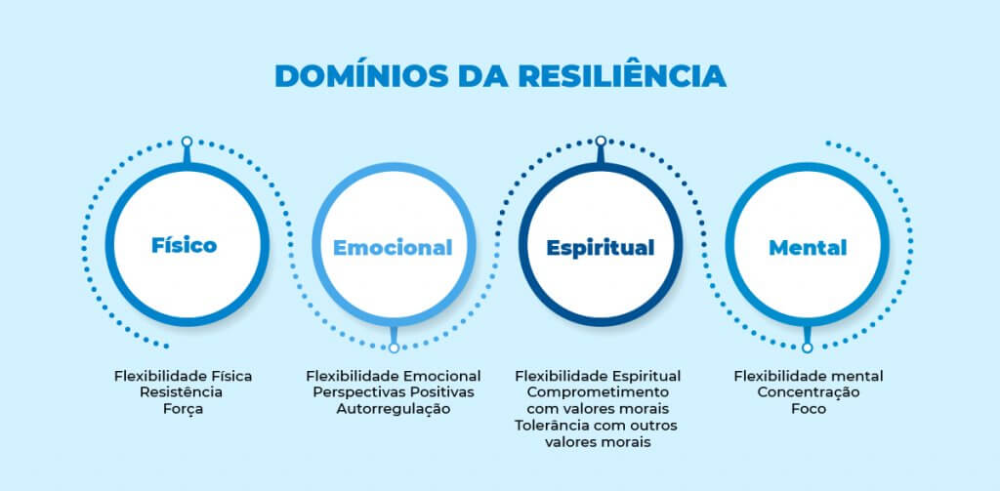 DOMÍNIOS DA RESILIÊNCIA
Físico
Flexibilidade Física
Resistência
Força
Emocional
Flexibilidade Emocional
Perspectivas Positivas
Autorregulação
Espiritual
Flexibilidade Espiritual
Comprometimento
com valores morais
Tolerância com outros
valores morais
Mental
Flexibilidade mental
Concentração
Foco